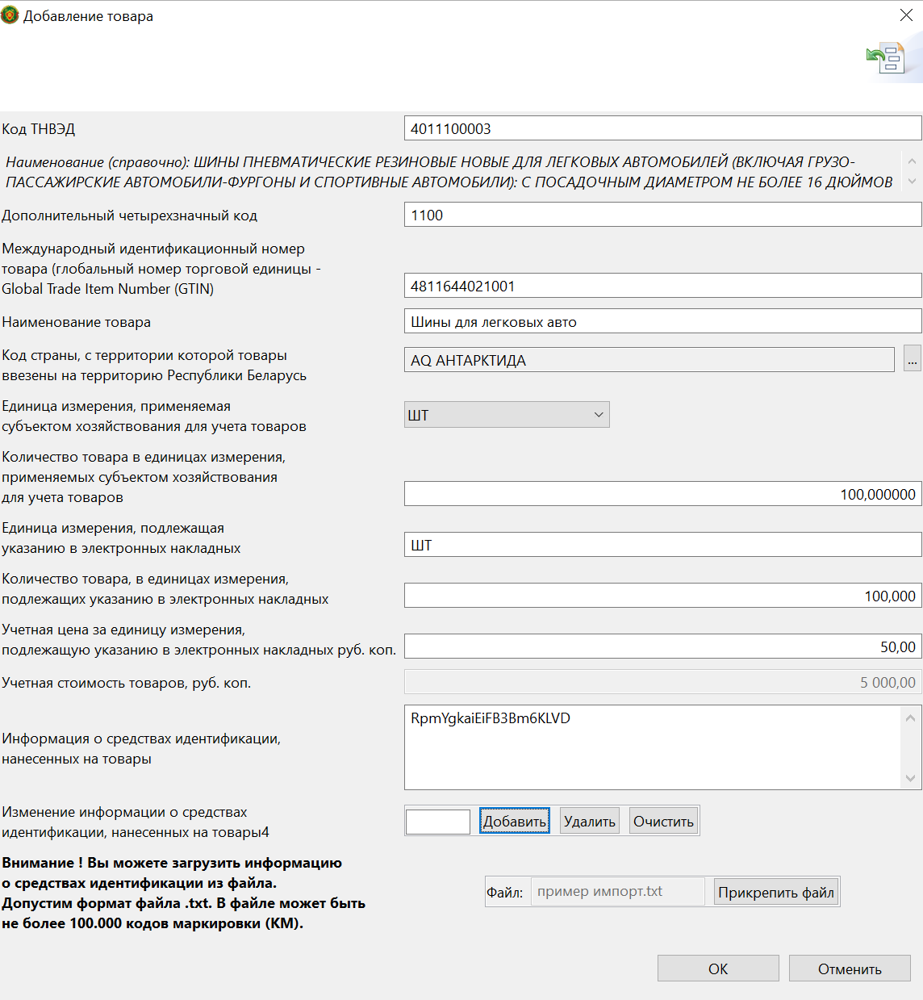 Добавление товара
Код ТНВЭД
4011100003
Наименование (справочно): ШИНЫ ПНЕВМАТИЧЕСКИЕ РЕЗИНОВЫЕ НОВЫЕ ДЛЯ ЛЕГКОВЫХ АВТОМОБИЛЕЙ (ВКЛЮЧАЯ ГРУЗО-
ПАССАЖИРСКИЕ АВТОМОБИЛИ-ФУРГОНЫ И СПОРТИВНЫЕ АВТОМОБИЛИ): С ПОСАДОЧНЫМ ДИАМЕТРОМ НЕ БОЛЕЕ 16 ДЮЙМОВ
Дополнительный четырехзначный код
1100
Международный идентификационный номер
товара (глобальный номер торговой единицы -
Global Trade Item Number (GTIN)
4811644021001
Наименование товара
Шины для легковых авто
Код страны, с территории которой товары
ввезены на территорию Республики Беларусь
AQ АНТАРКТИДА
...
Единица измерения, применяемая
субъектом хозяйствования для учета товаров
ШТ
Количество товара в единицах измерения,
применяемых субъектом хозяйствования
для учета товаров
100,000000
Единица измерения, подлежащая
указанию в электронных накладных
ШТ
Количество товара, в единицах измерения,
подлежащих указанию в электронных накладных
100,000
Учетная цена за единицу измерения,
подлежащую указанию в электронных накладных руб. коп.
50,00
Учетная стоимость товаров, руб. коп.
5 000,00
Информация о средствах идентификации,
нанесенных на товары
RpmYgkaiEiFB3Bm6KLVD
Изменение информации о средствах
идентификации, нанесенных на товары4
Добавить Удалить Очистить
Внимание ! Вы можете загрузить информацию
о средствах идентификации из файла.
Допустим формат файла .txt. В файле может быть
не более 100.000 кодов маркировки (КМ).
Файл: пример импорт.txt Прикрепить файл
ОК Отменить